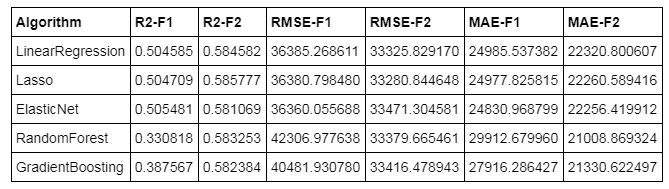 Algorithm R2-F1 R2-F2 RMSE-F1 RMSE-F2 MAE-F1 MAE-F2
LinearRegression 0.504585 0.584582 36385.268611 33325.829170 24985.537382 22320.800607
Lasso 0.504709 0.585777 36380.798480 33280.844648 24977.825815 22260.589416
ElasticNet 0.505481 0.581069 36360.055688 33471.304581 24830.968799 22256.419912
RandomForest 0.330818 0.583253 42306.977638 33379.665461 29912.679960 21008.869324
GradientBoosting 0.387567 0.582384 40481.930780 33416.478943 27916.286427 21330.622497